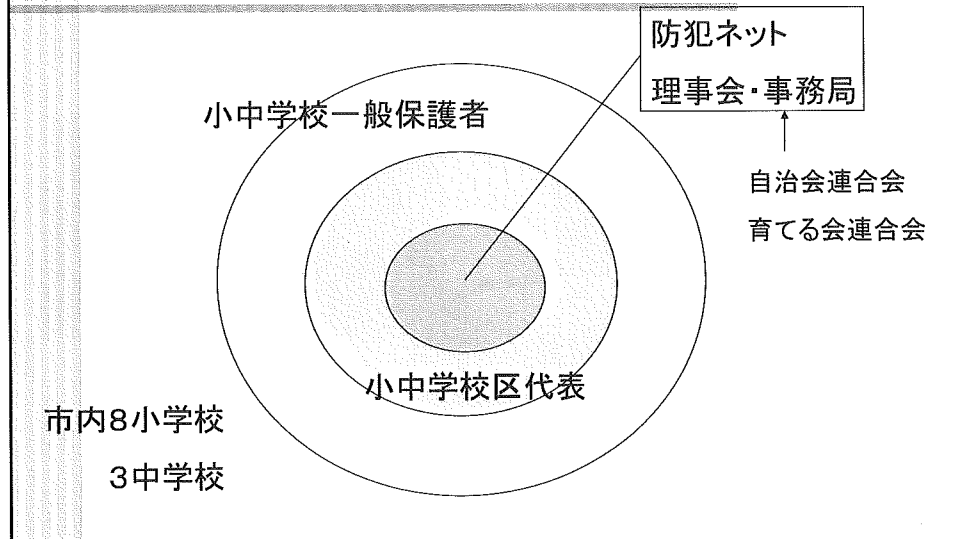 防犯ネット
理事会・事務局
小中学校一般保護者
自治会連合会
育てる会連合会
小中学校区代表
市内8小学校
3中学校